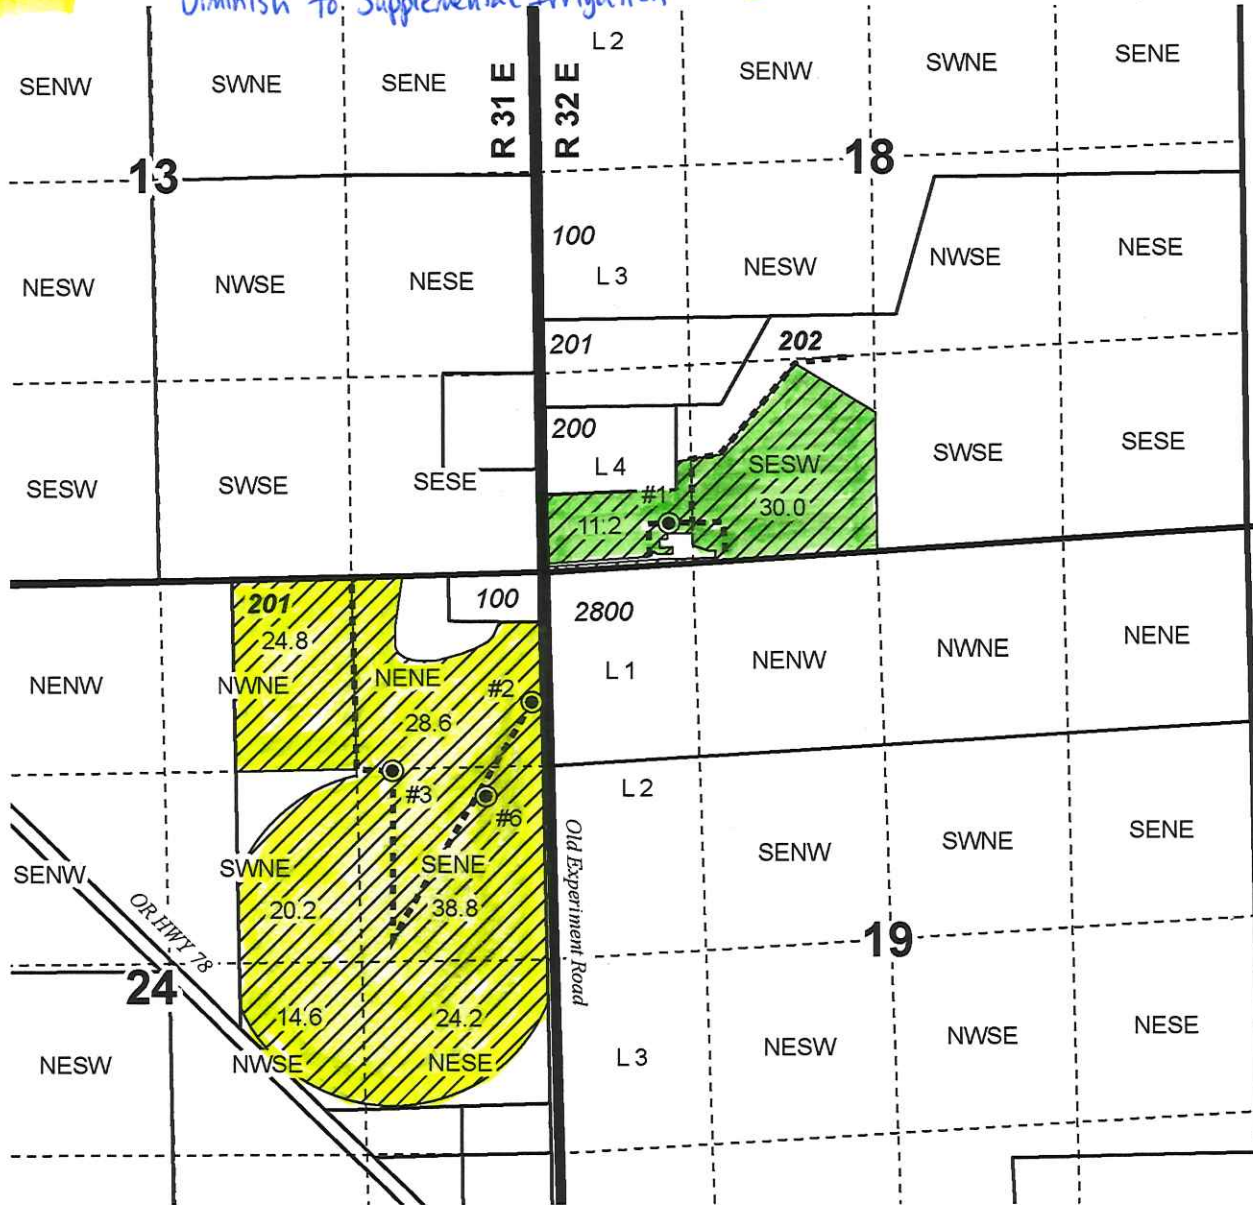 Diminish to Supplemental Irrigation
L 2
SENW
SWNE
SENE
R 31 E
R 32 E
SENW
SWNE
SENE
13
18
100
NESW
NWSE
NESE
L 3
NESW
NWSE
NESE
201
202
200
SESW
SWSE
SESE
L 4
SESW
SWSE
SESE
#1
11.2
30.0
201
100
2800
24.8
NENW
NWNE
NENE
L 1
NENW
NWNE
NENE
#2
28.6
#3
#6
L 2
SENW
SWNE
SENE
SENW
SWNE
SENE
20.2
38.8
OR HWY 78
Old Experiment Road
19
24
14.6
24.2
NESW
NWSE
NESE
L 3
NESW
NWSE
NESE